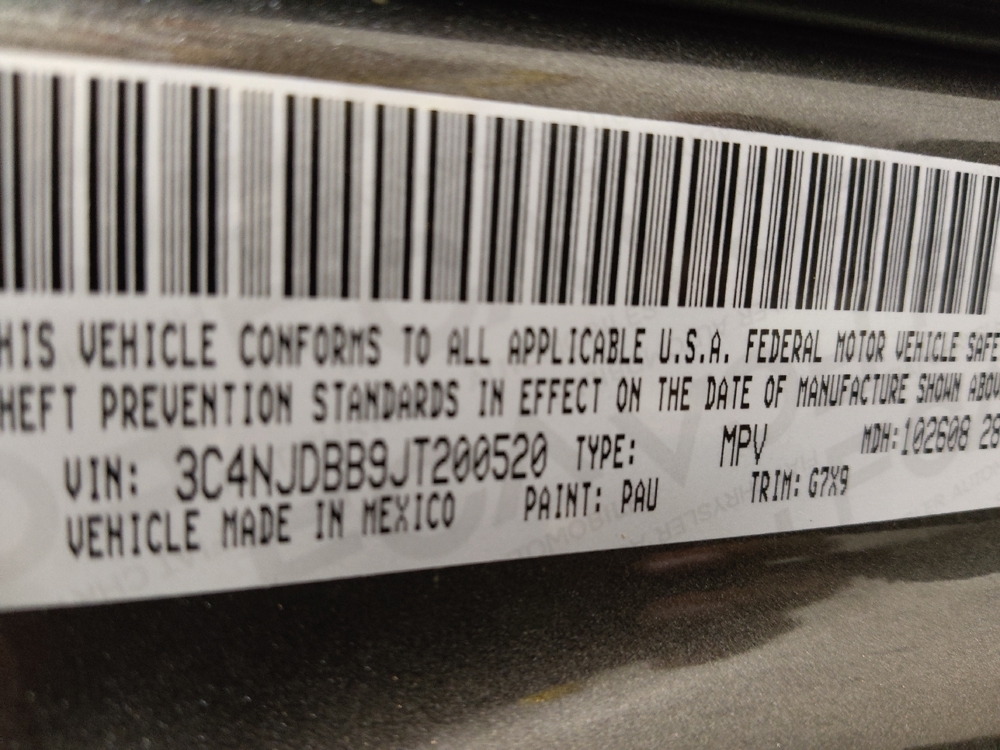 HIS VEHICLE CONFORMS TO ALL APPLICABLE U.S.A. FEDERAL MOTOR VEHICLE SAFE
HEFT PREVENTION STANDARDS IN EFFECT ON THE DATE OF MANUFACTURE SHOWN ABOV
VIN: 3C4NJDBB9JT200520 TYPE: MPV MDH:102608 28
VEHICLE MADE IN MEXICO PAINT: PAU TRIM: G7X9